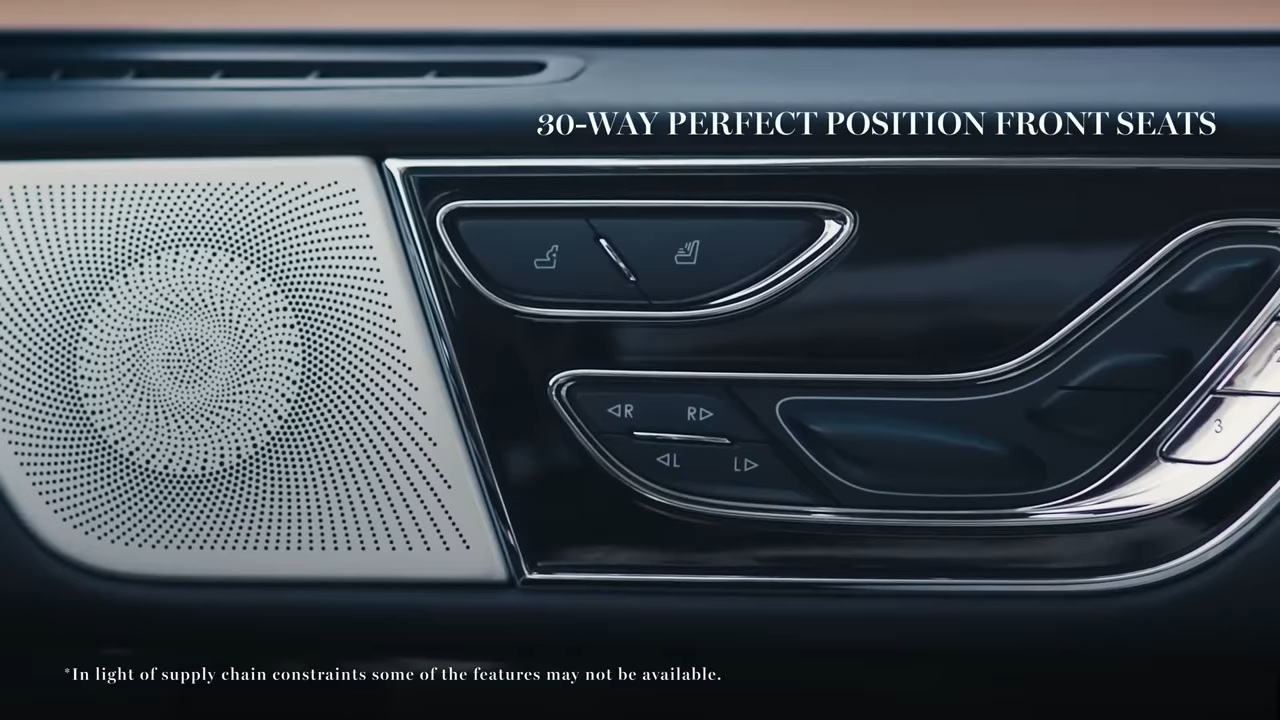 30-WAY PERFECT POSITION FRONT SEATS
◁R R▷
◁L L▷
3
*In light of supply chain constraints some of the features may not be available.